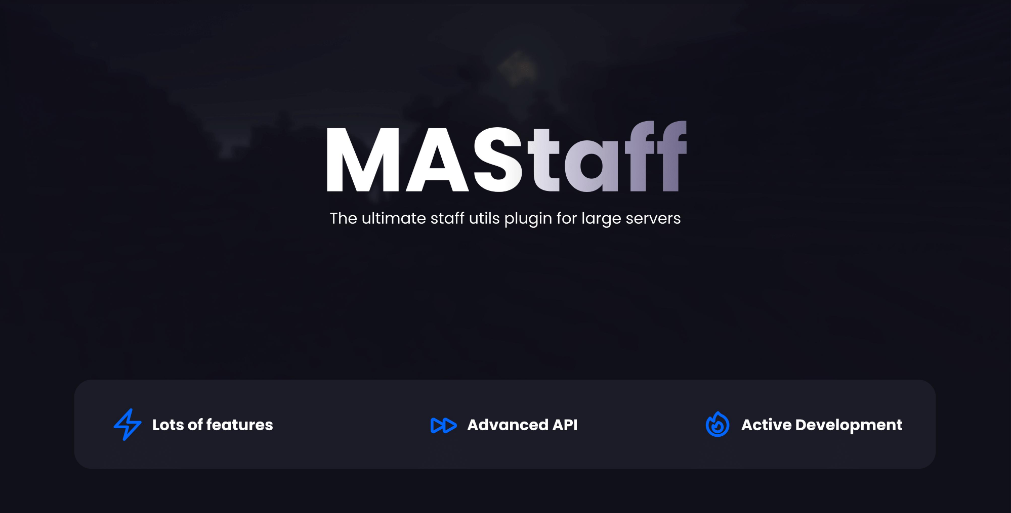 MAStaff
The ultimate staff utils plugin for large servers
Lots of features
Advanced API
Active Development